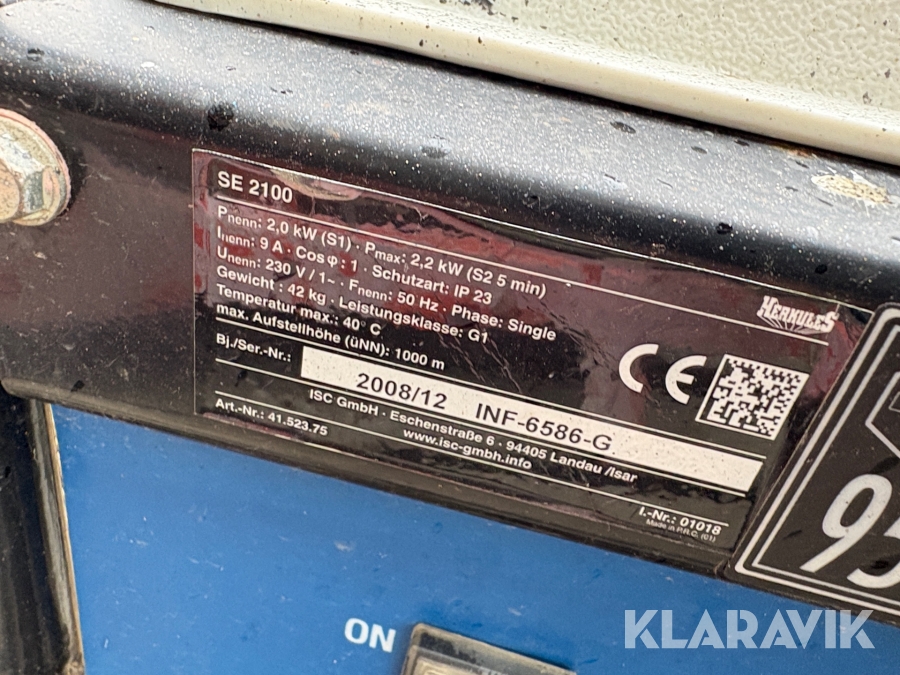 SE 2100
Pnenn: 2,0 kW (S1) · Pmax: 2,2 kW (S2 5 min)
Inenn: 9 A · Cos φ : 1 · Schutzart: IP 23
Unenn: 230 V / 1~ · Fnenn: 50 Hz · Phase: Single
Gewicht : 42 kg · Leistungsklasse: G1
Temperatur max.: 40° C
max. Aufstellhöhe (üNN): 1000 m
HERKULES
CE
Bj./Ser.-Nr.: 2008/12 INF-6586-G
ISC GmbH · Eschenstraße 6 · 94405 Landau /Isar
Art.-Nr.: 41.523.75 www.isc-gmbh.info
I.-Nr.: 01018
Made in P.R.C. (01)
ON
KLARAVIK